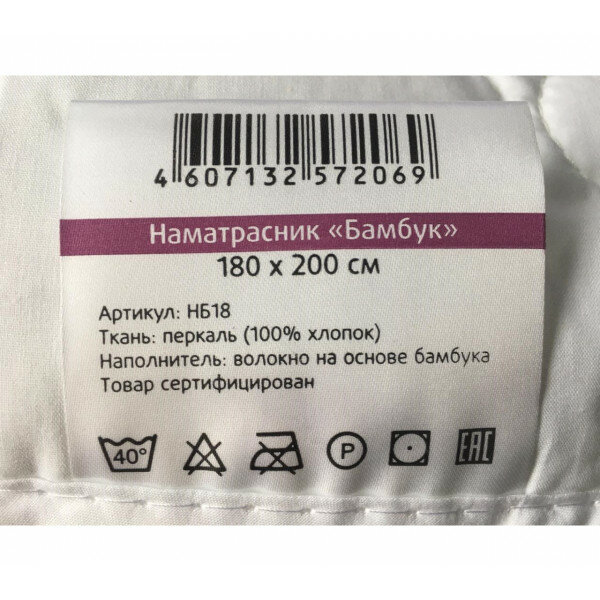 4 607132 572069
Наматрасник «Бамбук»
180 x 200 см
Артикул: НБ18
Ткань: перкаль (100% хлопок)
Наполнитель: волокно на основе бамбука
Товар сертифицирован
40° P EAC